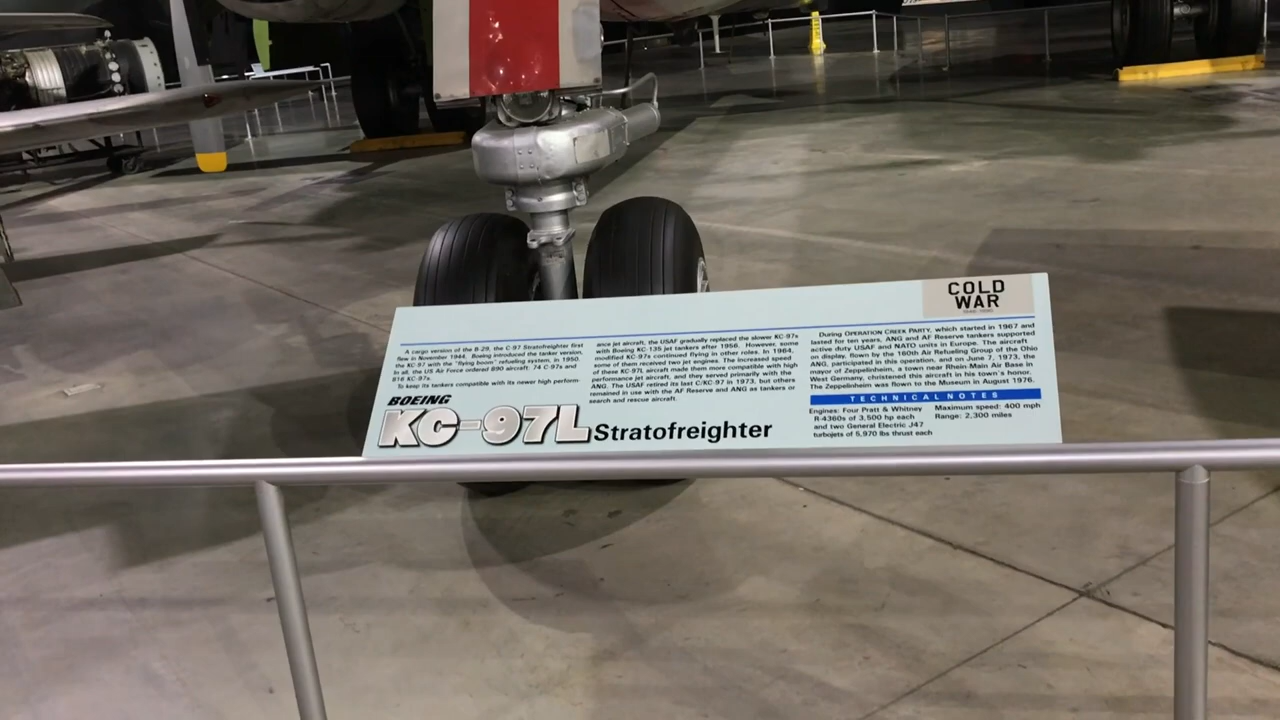 COLD
WAR
A cargo version of the B-29, the C-97 Stratofreighter first
flew in November 1944. Boeing introduced the tanker version,
the KC-97 with its "flying boom" refueling system, in 1950.
In all, the US Air Force ordered 890 aircraft: 74 C-97s and
816 KC-97s.
To keep its tankers compatible with its newer high perform-
ance jet aircraft, the USAF gradually replaced the slower KC-97s
with Boeing KC-135 jet tankers after 1956. However, some
modified KC-97s continued flying in other roles. In 1964,
some of them received two jet engines. The increased speed
of these KC-97L aircraft made them more compatible with high
performance jet aircraft, and they served primarily with the
ANG. The USAF retired its last C/KC-97 in 1973, but others
remained in use with the AF Reserve and ANG as tankers or
search and rescue aircraft.
During OPERATION CREEK PARTY, which started in 1967 and
lasted for ten years, ANG and AF Reserve tankers supported
active duty USAF and NATO units in Europe. The aircraft
on display, flown by the 160th Air Refueling Group of the Ohio
ANG, participated in this operation, and on June 7, 1973, the
mayor of Zeppelinheim, a town near Rhein-Main Air Base in
West Germany, christened this aircraft in his town's honor.
The Zeppelinheim was flown to the Museum in August 1976.
TECHNICAL NOTES
Engines: Four Pratt & Whitney
R-4360s of 3,500 hp each
and two General Electric J47
turbojets of 5,970 lbs thrust each
Maximum speed: 400 mph
Range: 2,300 miles
BOEING
KC-97L Stratofreighter